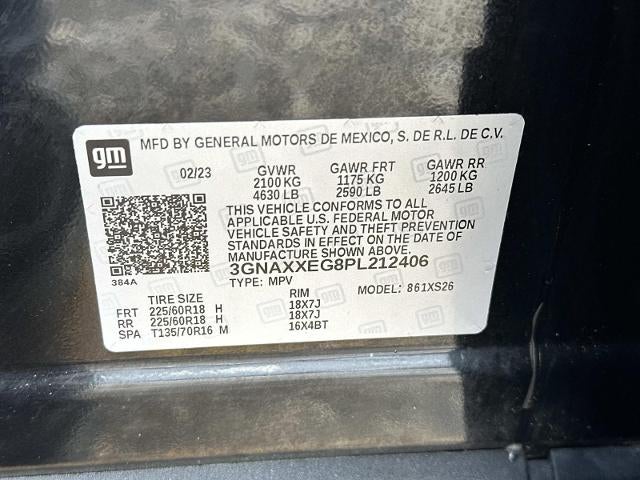 gm
MFD BY GENERAL MOTORS DE MEXICO, S. DE R.L. DE C.V.
02/23 GVWR GAWR FRT GAWR RR
2100 KG 1175 KG 1200 KG
4630 LB 2590 LB 2645 LB
THIS VEHICLE CONFORMS TO ALL
APPLICABLE U.S. FEDERAL MOTOR
VEHICLE SAFETY AND THEFT PREVENTION
STANDARDS IN EFFECT ON THE DATE OF
MANUFACTURE SHOWN ABOVE.
3GNAXXEG8PL212406
384A TYPE: MPV MODEL: 861XS26
TIRE SIZE RIM
FRT 225/60R18 H 18X7J
RR 225/60R18 H 18X7J
SPA T135/70R16 M 16X4BT